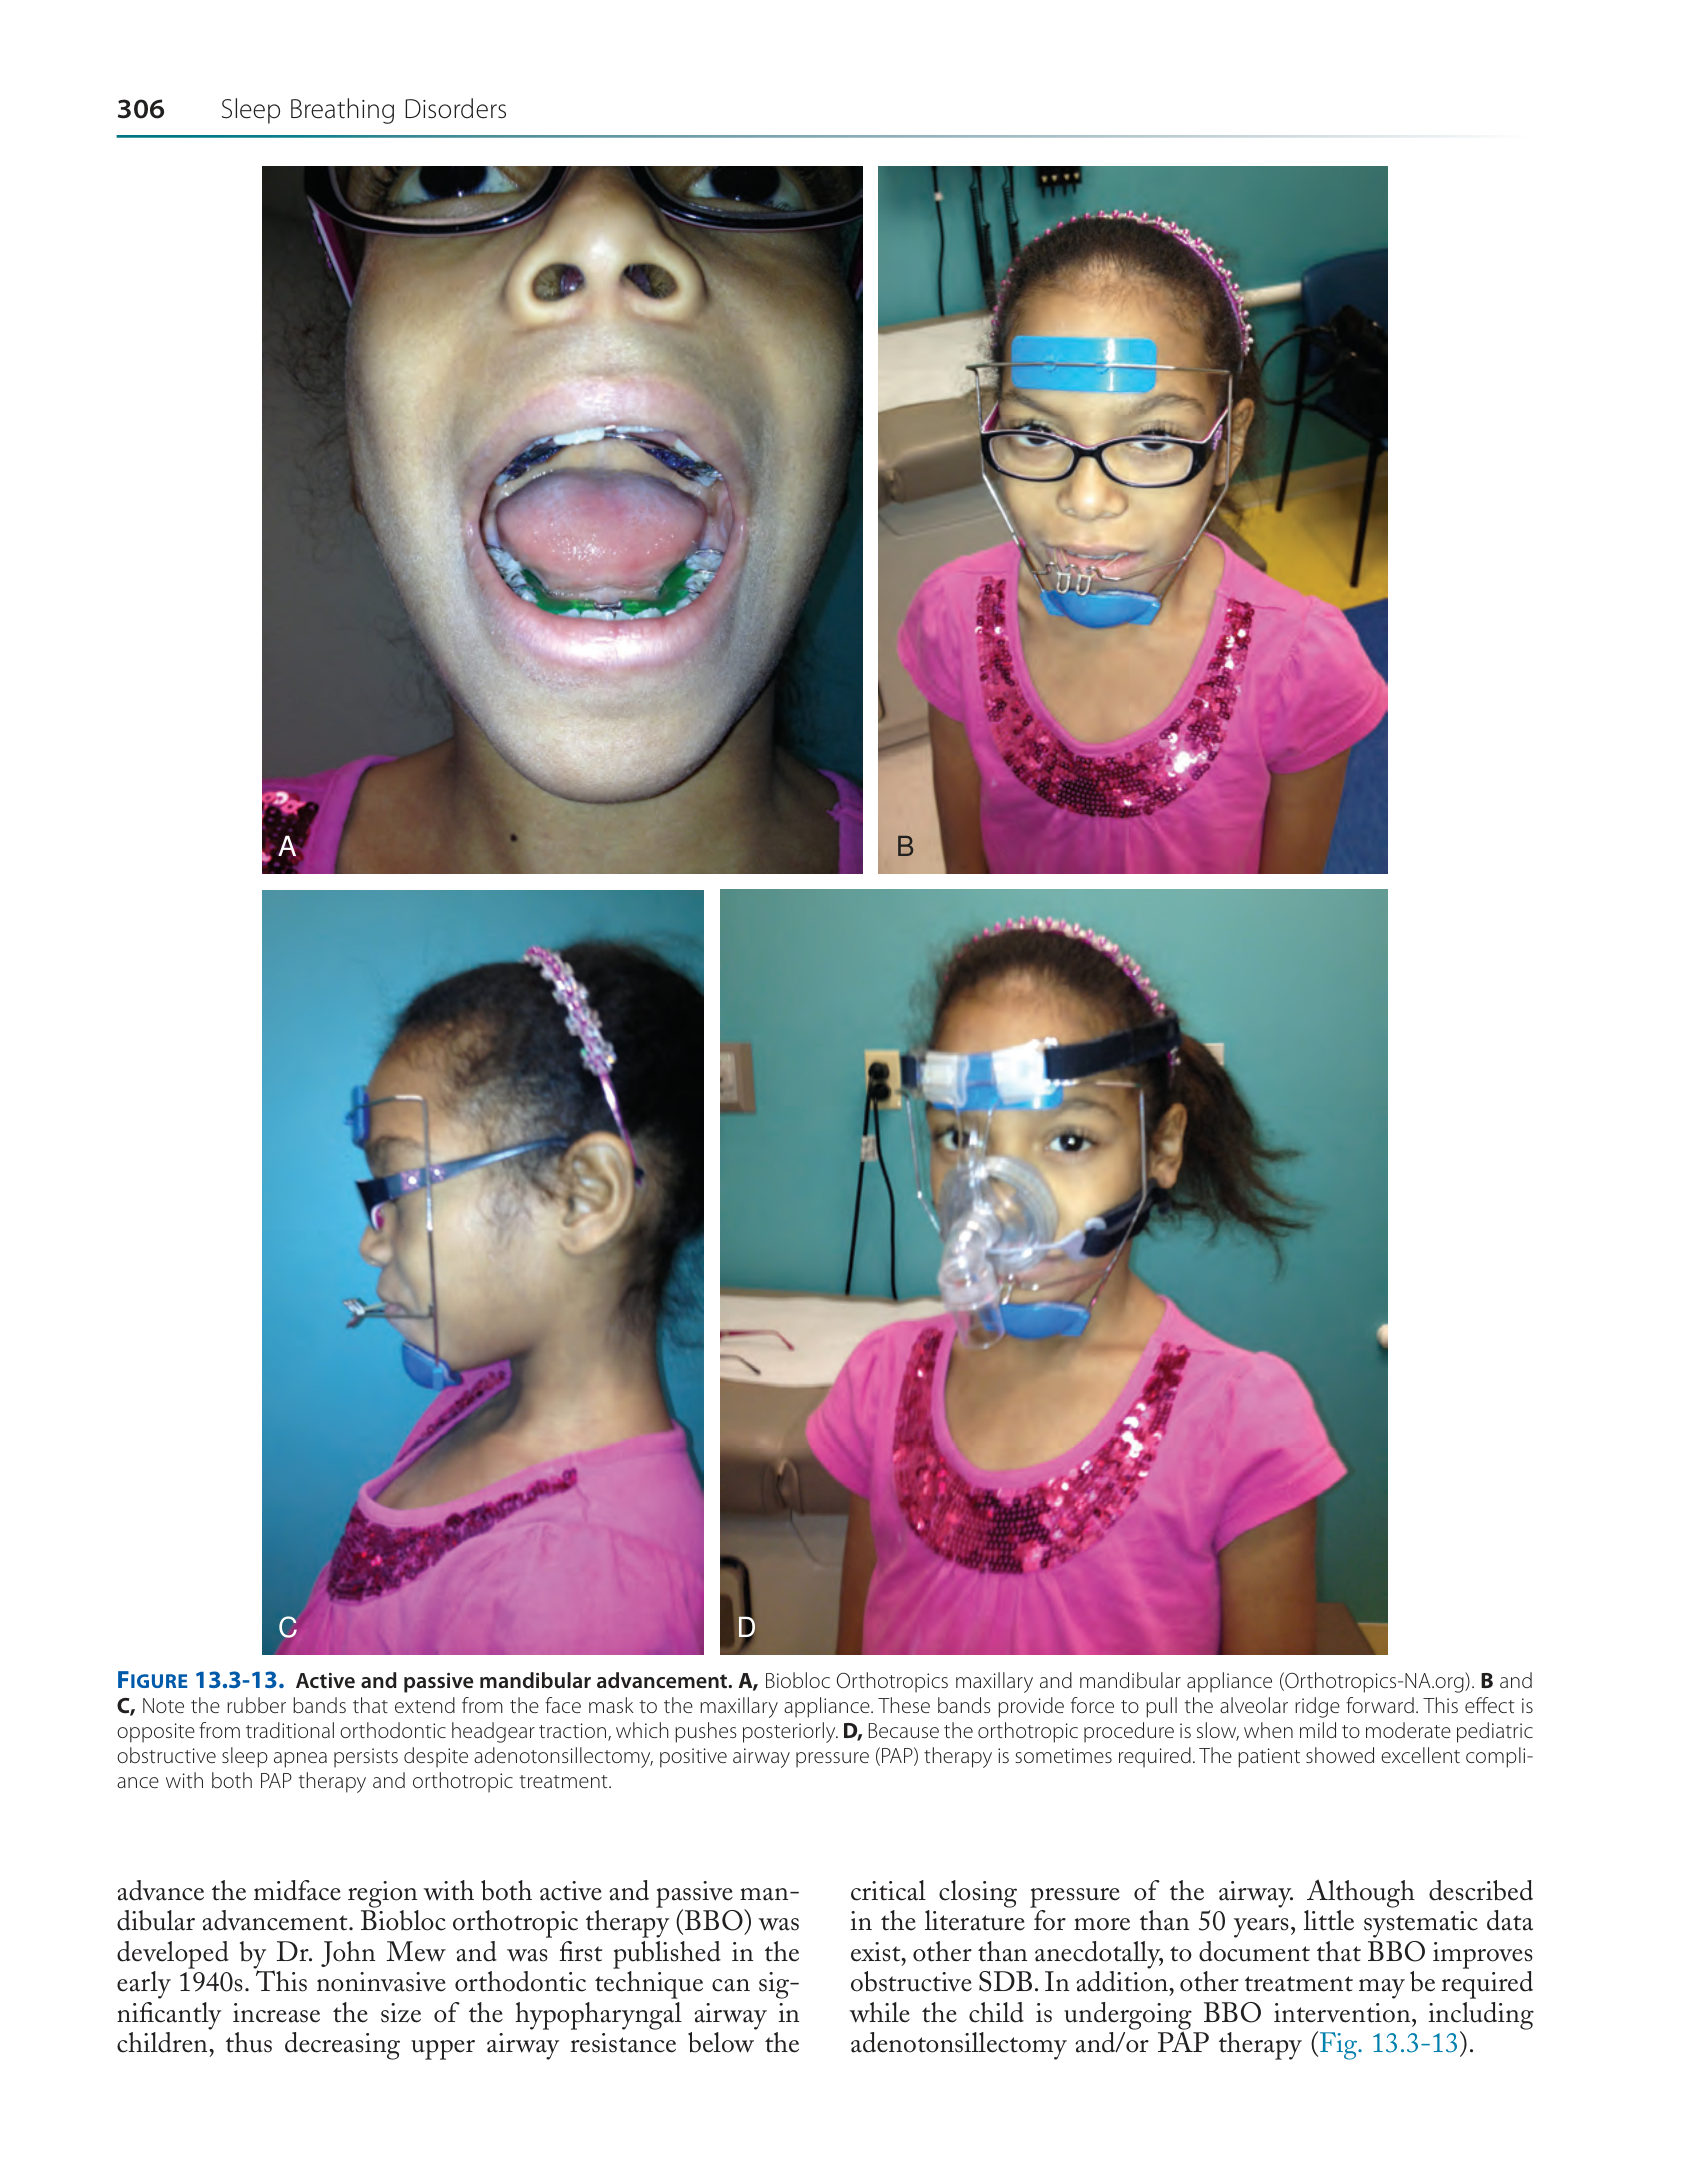 306 Sleep Breathing Disorders
A
B
C
D
FIGURE 13.3-13. Active and passive mandibular advancement. A, Biobloc Orthotropics maxillary and mandibular appliance (Orthotropics-NA.org). B and
C, Note the rubber bands that extend from the face mask to the maxillary appliance. These bands provide force to pull the alveolar ridge forward. This effect is
opposite from traditional orthodontic headgear traction, which pushes posteriorly. D, Because the orthotropic procedure is slow, when mild to moderate pediatric
obstructive sleep apnea persists despite adenotonsillectomy, positive airway pressure (PAP) therapy is sometimes required. The patient showed excellent compli-
ance with both PAP therapy and orthotropic treatment.
advance the midface region with both active and passive man-
dibular advancement. Biobloc orthotropic therapy (BBO) was
developed by Dr. John Mew and was first published in the
early 1940s. This noninvasive orthodontic technique can sig-
nificantly increase the size of the hypopharyngal airway in
children, thus decreasing upper airway resistance below the
critical closing pressure of the airway. Although described
in the literature for more than 50 years, little systematic data
exist, other than anecdotally, to document that BBO improves
obstructive SDB. In addition, other treatment may be required
while the child is undergoing BBO intervention, including
adenotonsillectomy and/or PAP therapy (Fig. 13.3-13).